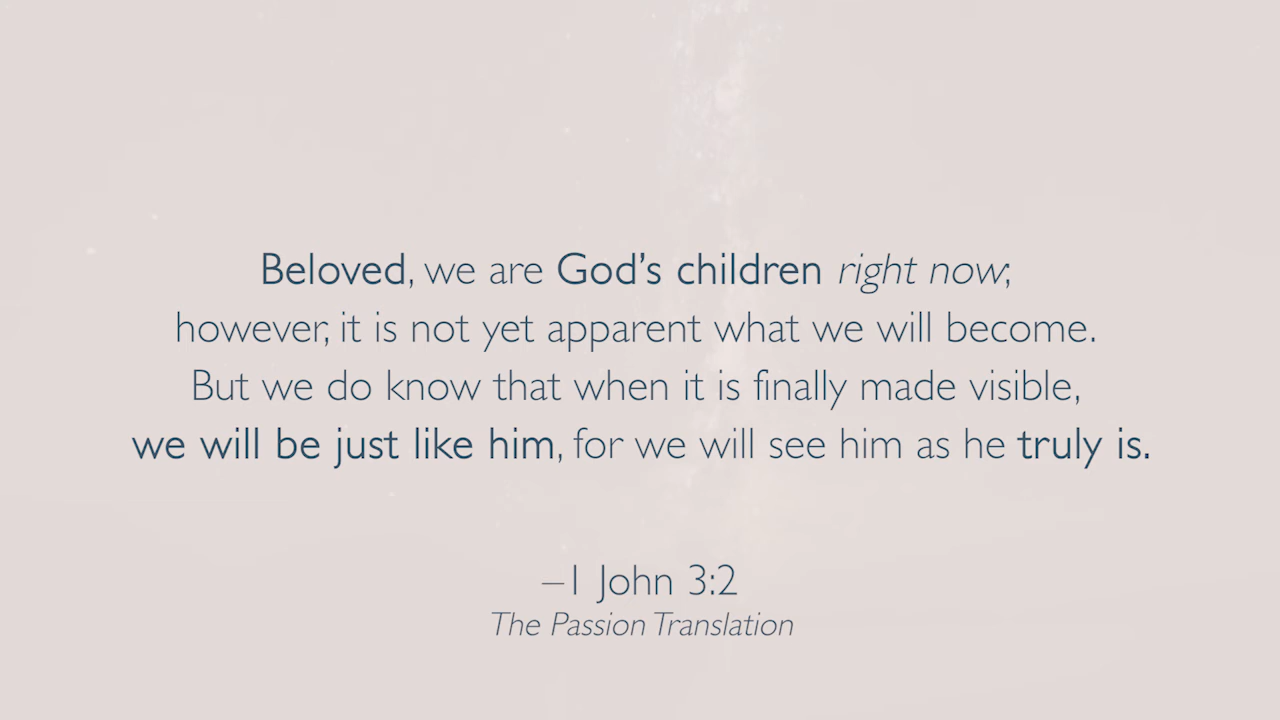 Beloved, we are God’s children right now;
however, it is not yet apparent what we will become.
But we do know that when it is finally made visible,
we will be just like him, for we will see him as he truly is.
–1 John 3:2
The Passion Translation